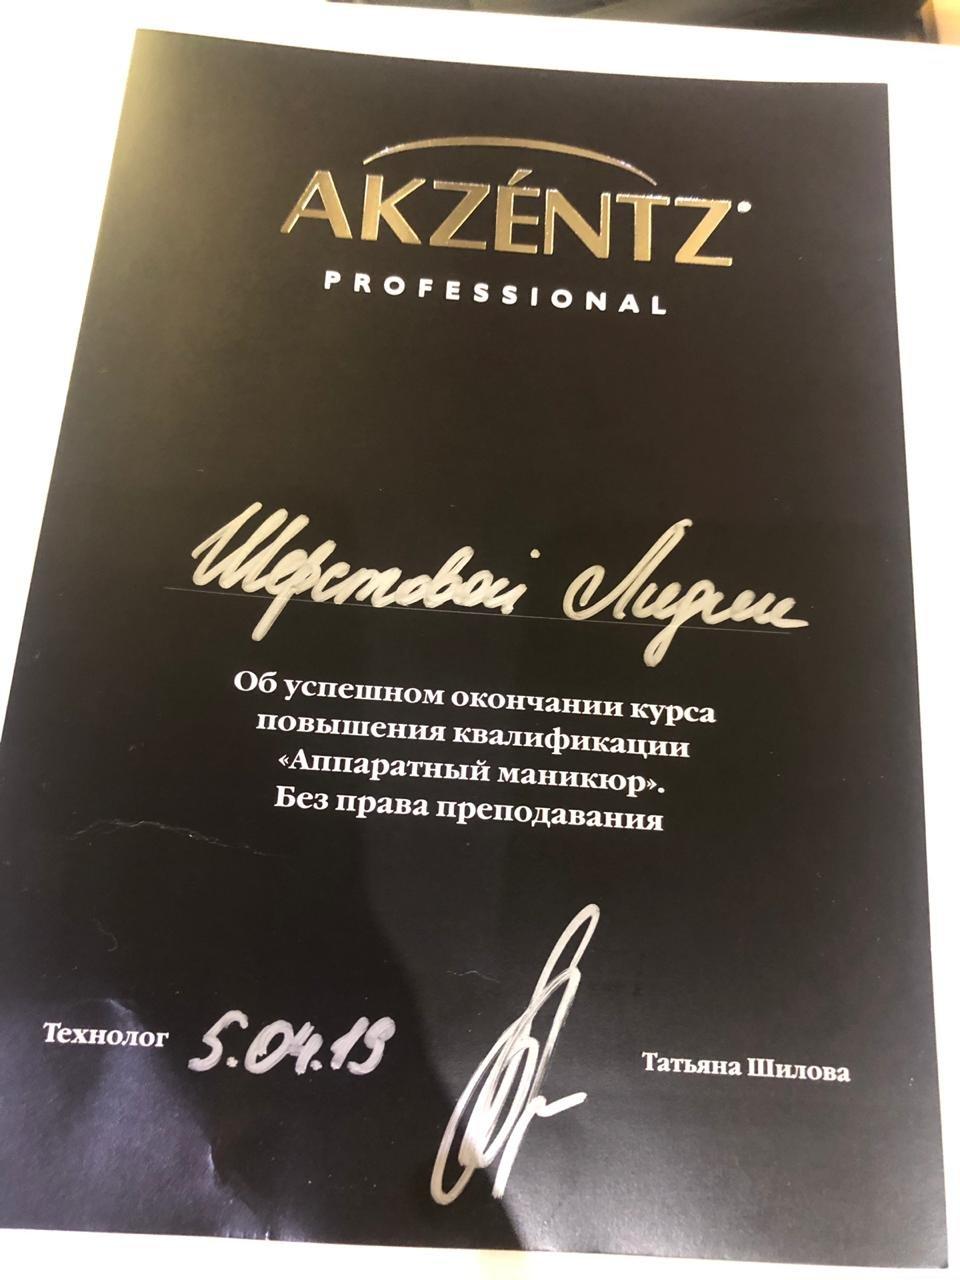 AKZÉNTZ
PROFESSIONAL
Шерстовой Лидии
Об успешном окончании курса
повышения квалификации
«Аппаратный маникюр».
Без права преподавания
Технолог 5.04.19 Татьяна Шилова